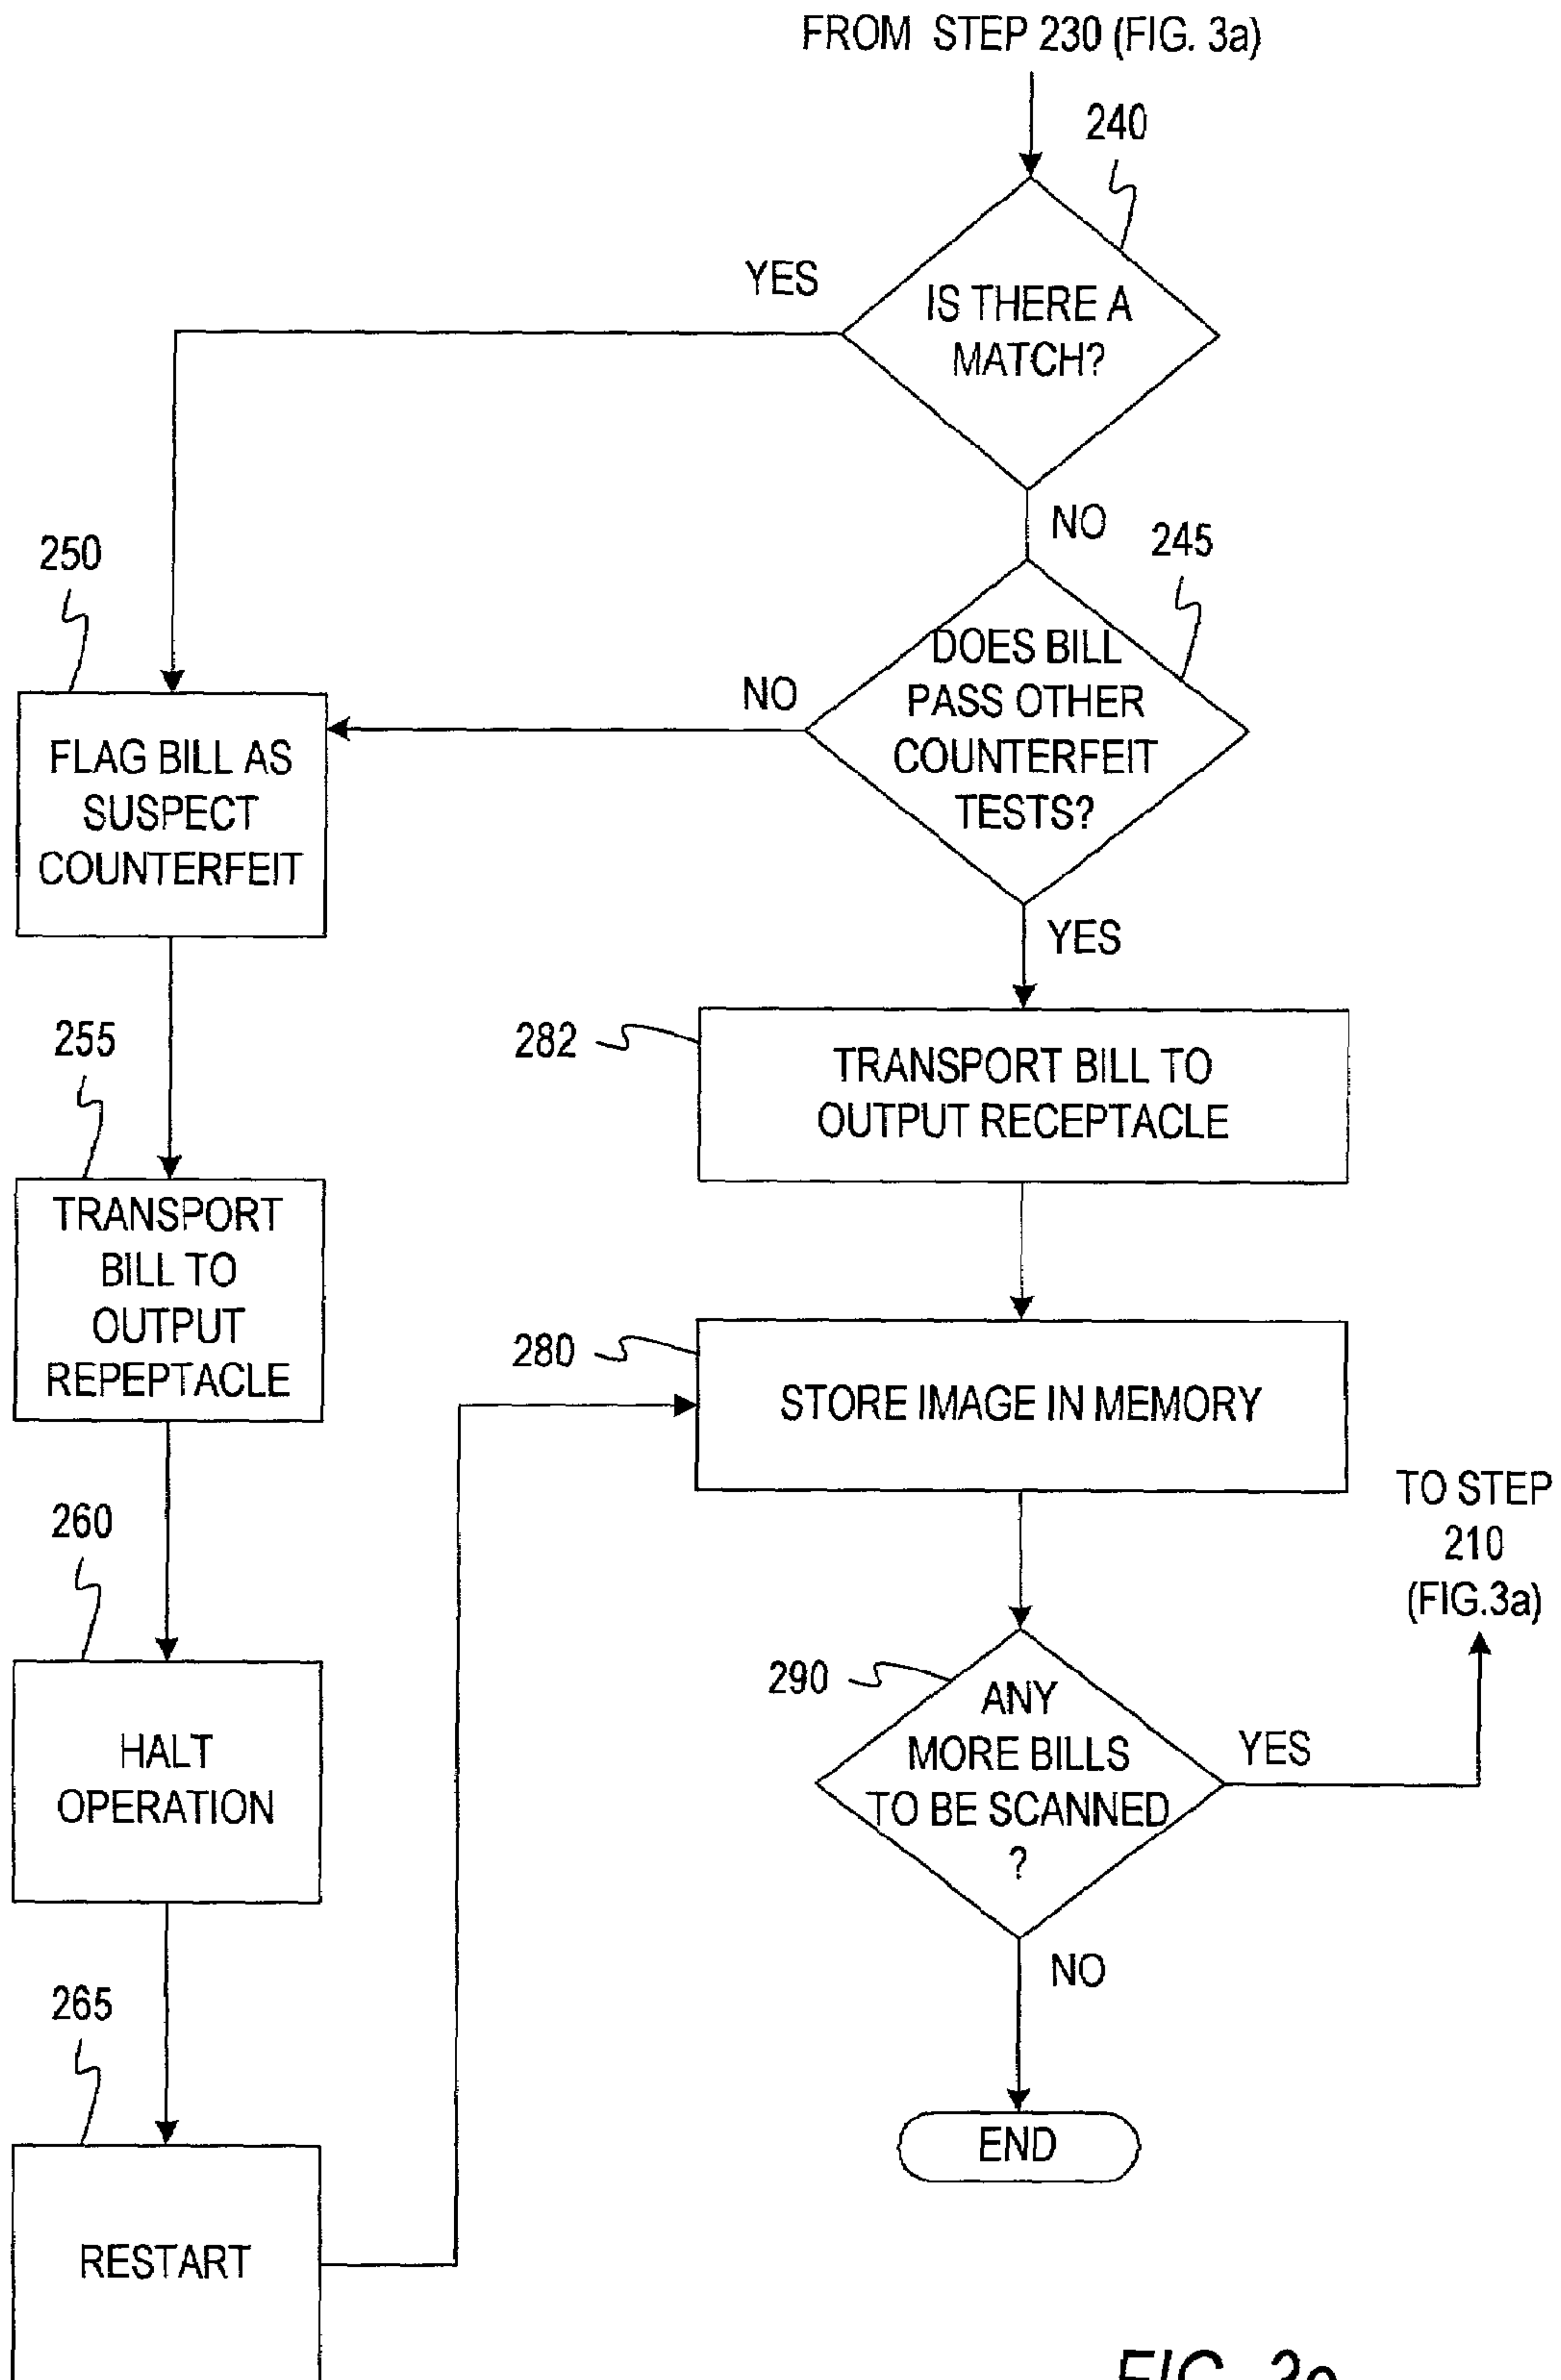 FROM STEP 230 (FIG. 3a)
240
YES
IS THERE A
MATCH?
NO
245
250
DOES BILL
PASS OTHER
COUNTERFEIT
TESTS?
NO
FLAG BILL AS
SUSPECT
COUNTERFEIT
YES
255
282
TRANSPORT BILL TO
OUTPUT RECEPTACLE
TRANSPORT
BILL TO
OUTPUT
REPEPTACLE
280
STORE IMAGE IN MEMORY
TO STEP
210
(FIG.3a)
260
290
ANY
MORE BILLS
TO BE SCANNED
?
YES
HALT
OPERATION
NO
265
END
RESTART